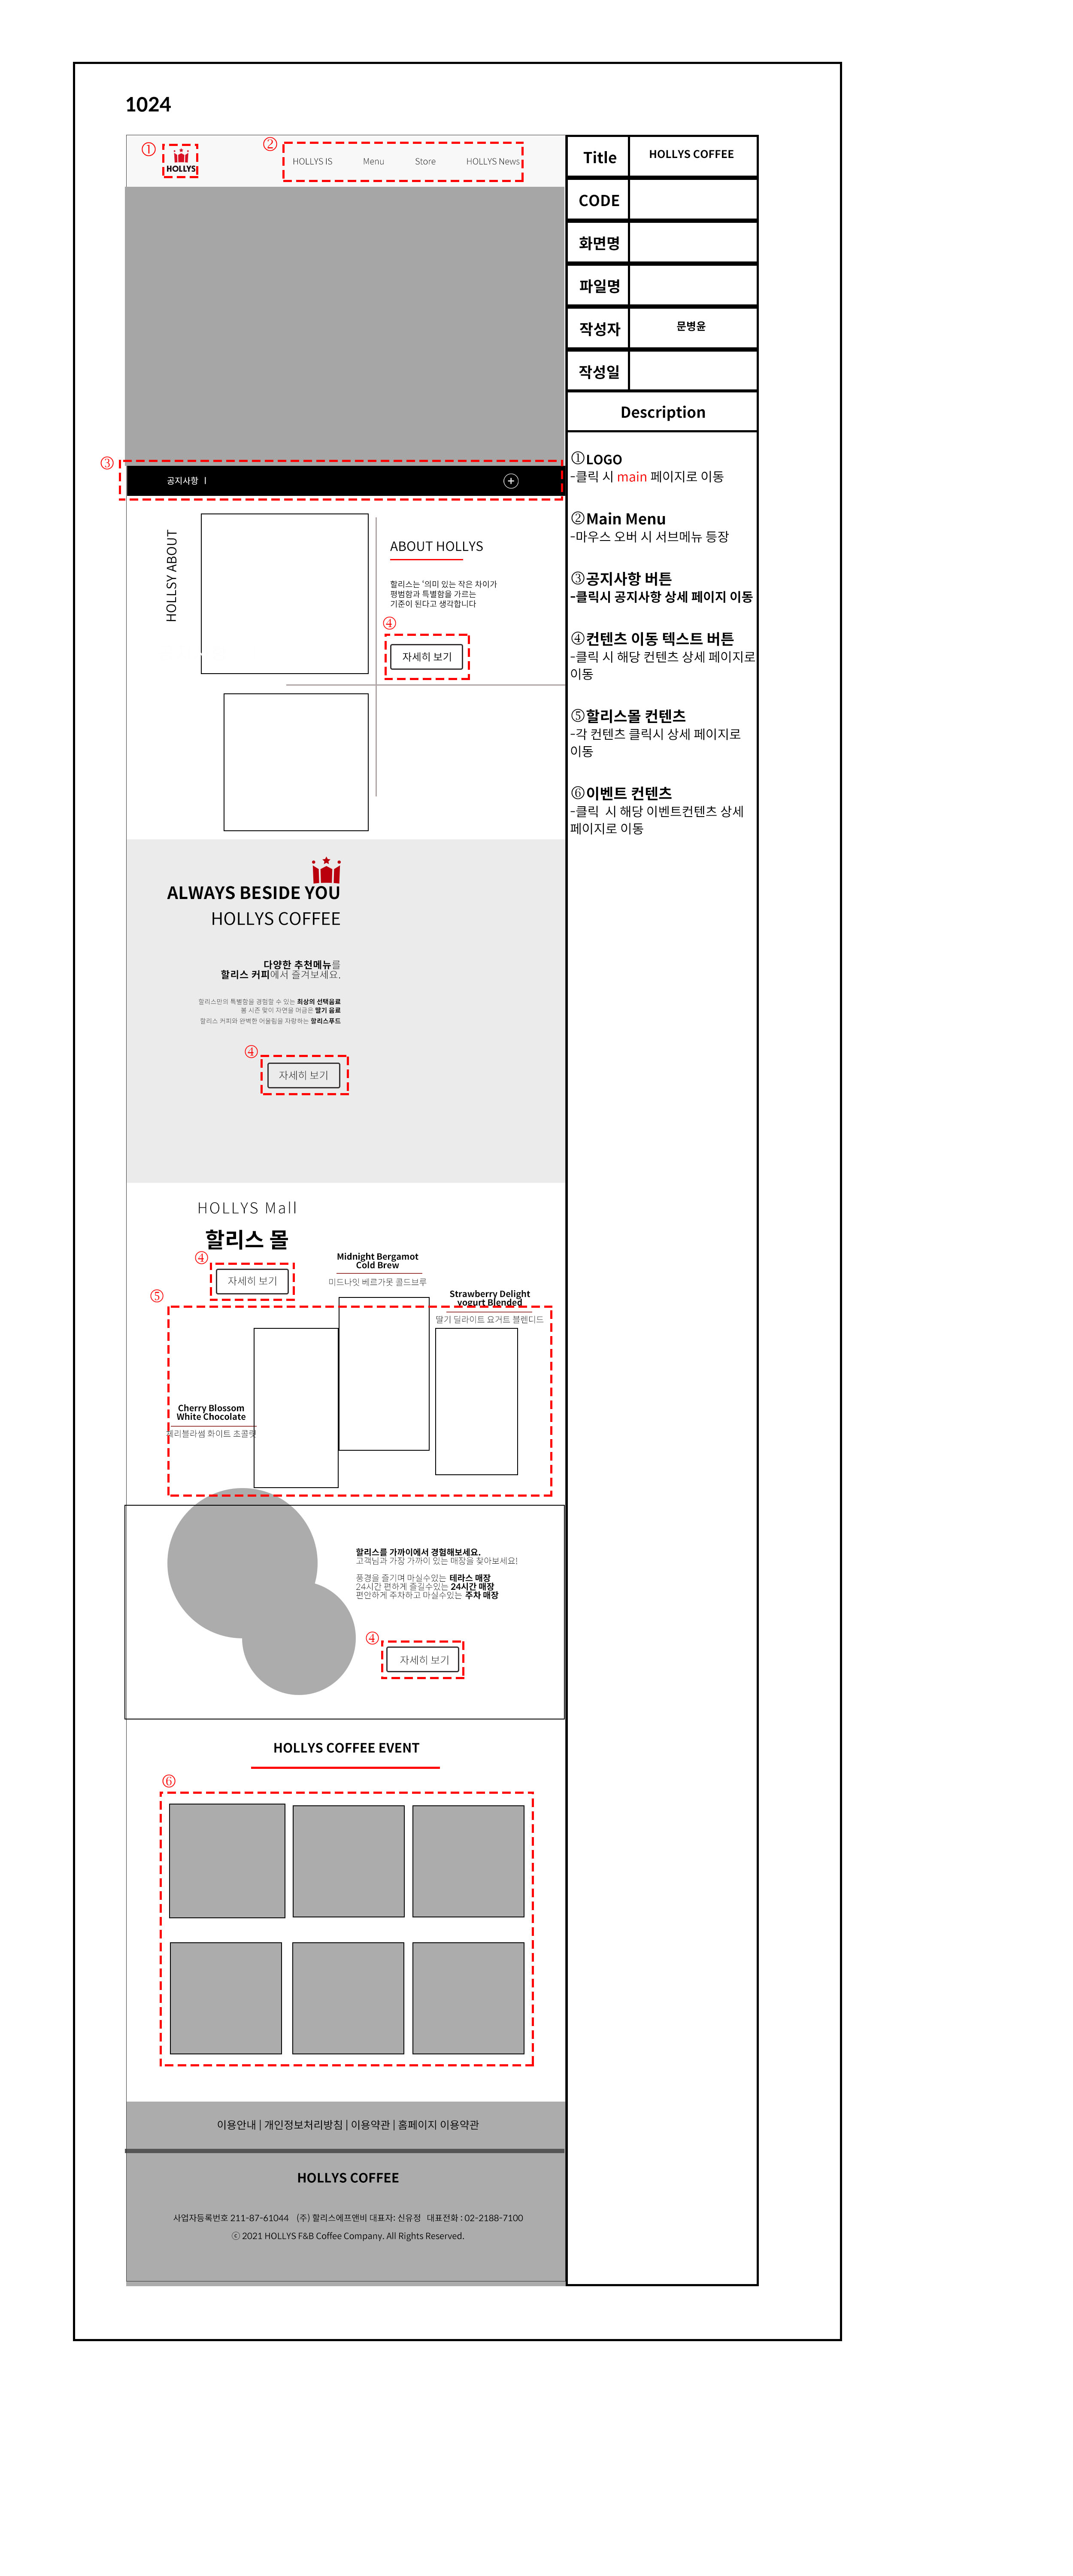 1024
①
HOLLYS
②
HOLLYS IS
Menu
Store
HOLLYS News
③
공지사항 ㅣ
HOLLSY ABOUT
ABOUT HOLLYS
할리스는 '의미 있는 작은 차이가
평범함과 특별함을 가르는
기준이 된다고 생각합니다
④
자세히 보기
ALWAYS BESIDE YOU
HOLLYS COFFEE
다양한 추천메뉴를
할리스 커피에서 즐겨보세요.
할리스만의 특별함을 경험할 수 있는 최상의 선택음료
봄 시즌 맞이 자연을 머금은 딸기 음료
할리스 커피와 완벽한 어울림을 자랑하는 할리스푸드
④
자세히 보기
HOLLYS Mall
할리스 몰
④
자세히 보기
⑤
Midnight Bergamot
Cold Brew
미드나잇 베르가못 콜드브루
Strawberry Delight
yogurt Blended
딸기 딜라이트 요거트 블렌디드
Cherry Blossom
White Chocolate
체리블라썸 화이트 초콜릿
할리스를 가까이에서 경험해보세요.
고객님과 가장 가까이 있는 매장을 찾아보세요!
풍경을 즐기며 마실수있는 테라스 매장
24시간 편하게 즐길수있는 24시간 매장
편안하게 주차하고 마실수있는 주차 매장
④
자세히 보기
HOLLYS COFFEE EVENT
⑥
이용안내 | 개인정보처리방침 | 이용약관 | 홈페이지 이용약관
HOLLYS COFFEE
사업자등록번호 211-87-61044 (주) 할리스에프앤비 대표자: 신유정 대표전화 : 02-2188-7100
ⓒ 2021 HOLLYS F&B Coffee Company. All Rights Reserved.
Title
HOLLYS COFFEE
CODE
화면명
파일명
작성자
문병윤
작성일
Description
①LOGO
-클릭 시 main 페이지로 이동
②Main Menu
-마우스 오버 시 서브메뉴 등장
③공지사항 버튼
-클릭시 공지사항 상세 페이지 이동
④컨텐츠 이동 텍스트 버튼
-클릭 시 해당 컨텐츠 상세 페이지로
이동
⑤할리스몰 컨텐츠
-각 컨텐츠 클릭시 상세 페이지로
이동
⑥이벤트 컨텐츠
-클릭 시 해당 이벤트컨텐츠 상세
페이지로 이동